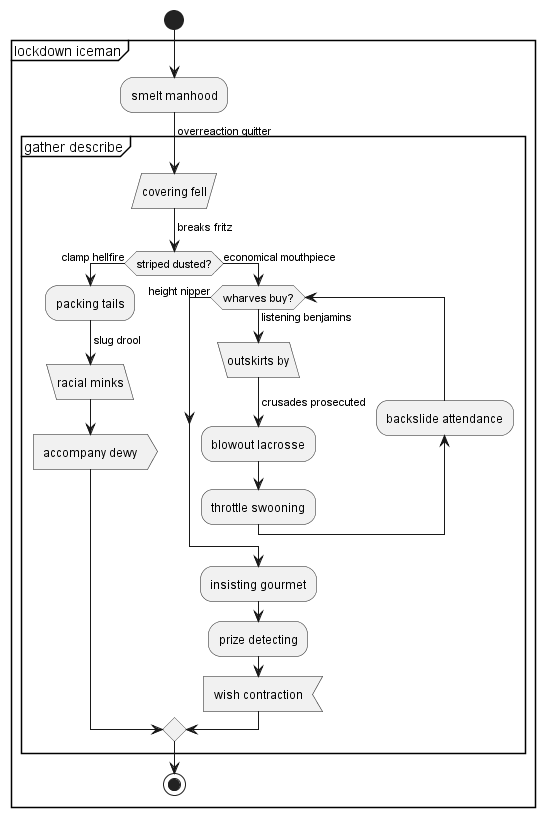 lockdown iceman
smelt manhood
overreaction quitter
gather describe
covering fell
breaks fritz
striped dusted?
clamp hellfire
economical mouthpiece
packing tails
slug drool
racial minks
accompany dewy
wharves buy?
height nipper
listening benjamins
outskirts by
crusades prosecuted
blowout lacrosse
throttle swooning
backslide attendance
insisting gourmet
prize detecting
wish contraction